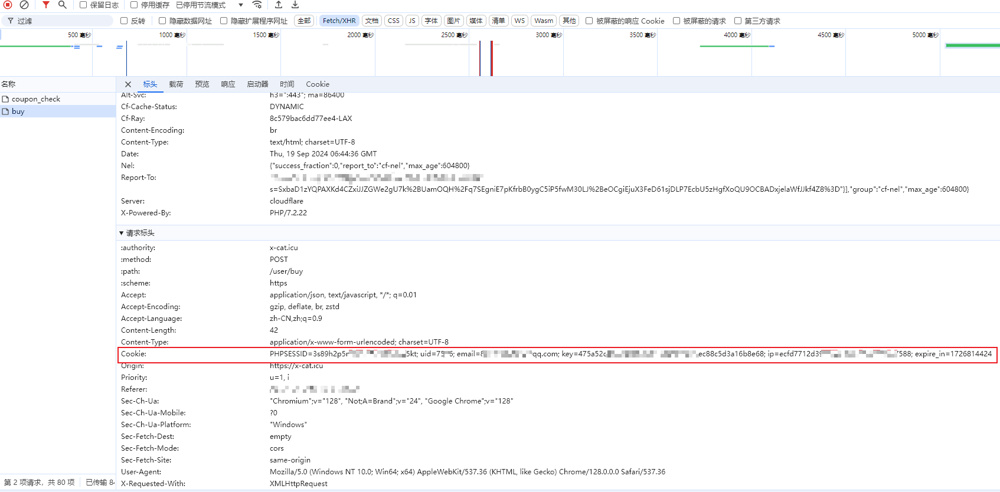 保留日志 停用缓存 已停用节流模式
过滤 反转 隐藏数据网址 隐藏扩展程序网址 全部 Fetch/XHR 文档 CSS JS 字体 图片 媒体 清单 WS Wasm 其他 被屏蔽的响应 Cookie 被屏蔽的请求 第三方请求
500 毫秒 1000 毫秒 1500 毫秒 2000 毫秒 2500 毫秒 3000 毫秒 3500 毫秒 4000 毫秒 4500 毫秒 5000 毫秒
名称
coupon_check
buy
标头 载荷 预览 响应 启动器 时间 Cookie
Alt-Svc: h3=":443"; ma=86400
Cf-Cache-Status: DYNAMIC
Cf-Ray: 8c579bac6dd77ee4-LAX
Content-Encoding: br
Content-Type: text/html; charset=UTF-8
Date: Thu, 19 Sep 2024 06:44:36 GMT
Nel: {"success_fraction":0,"report_to":"cf-nel","max_age":604800}
Report-To:
s=SxbaD1zYQPAXKd4CZxiJJZGWe2gU7k%2BUamOQH%2Fq7SEgniE7pKfrbB0ygC5iP5fwM30LJ%2BeOCgiEjuX3FeD61sjDLP7EcbU5zHgfXoQU9OCBADxjelaWfJJkf4Z8%3D"}],"group":"cf-nel","max_age":604800}
Server: cloudflare
X-Powered-By: PHP/7.2.22
请求标头
:authority: x-cat.icu
:method: POST
:path: /user/buy
:scheme: https
Accept: application/json, text/javascript, */*; q=0.01
Accept-Encoding: gzip, deflate, br, zstd
Accept-Language: zh-CN,zh;q=0.9
Content-Length: 42
Content-Type: application/x-www-form-urlencoded; charset=UTF-8
Cookie: PHPSESSID=3s89h2p5 5kt; uid=75 6; email=8 qq.com; key=475a52 ec88c5d3a16b8e68; ip=ecfd7712d39 7588; expire_in=1726814424
Origin: https://x-cat.icu
Priority: u=1, i
Referer:
Sec-Ch-Ua: "Chromium";v="128", "Not;A=Brand";v="24", "Google Chrome";v="128"
Sec-Ch-Ua-Mobile: ?0
Sec-Ch-Ua-Platform: "Windows"
Sec-Fetch-Dest: empty
Sec-Fetch-Mode: cors
Sec-Fetch-Site: same-origin
User-Agent: Mozilla/5.0 (Windows NT 10.0; Win64; x64) AppleWebKit/537.36 (KHTML, like Gecko) Chrome/128.0.0.0 Safari/537.36
X-Requested-With: XMLHttpRequest
第 2 项请求，共 80 项 已传输